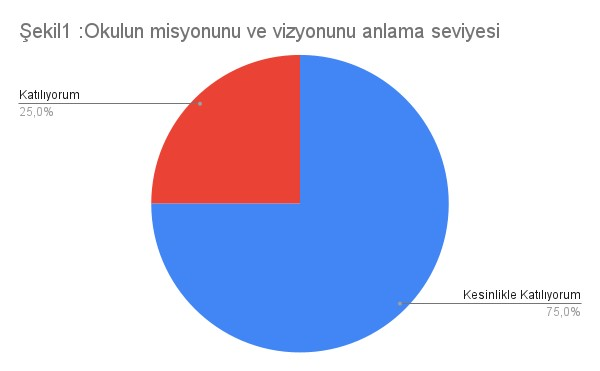 Şekil1 :Okulun misyonunu ve vizyonunu anlama seviyesi
Katılıyorum
25,0%
Kesinlikle Katılıyorum
75,0%